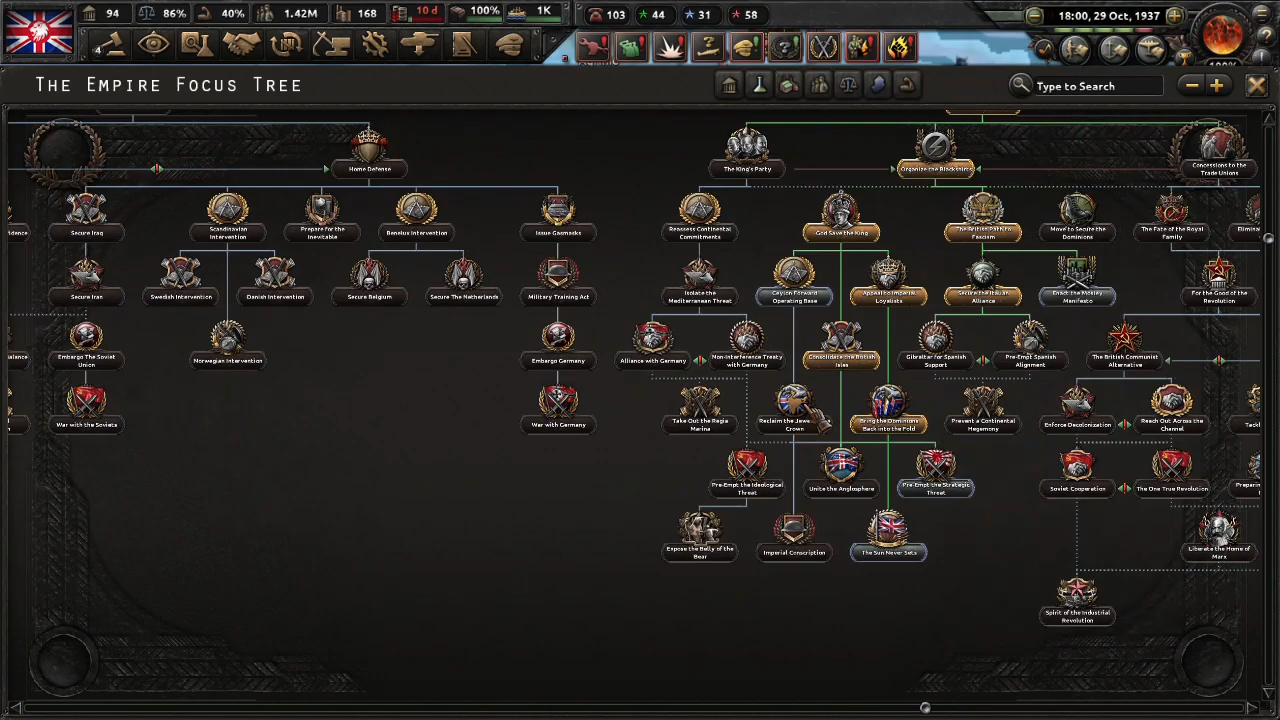 94
86%
40%
1.42M
168
10 d
100%
1K
103
44
31
58
18:00, 29 Oct, 1937
4
The Empire Focus Tree
Type to Search
Home Defense
The King's Party
Organize the Blackshirts
Concessions to the
Trade Unions
Secure Iraq
Scandinavian
Intervention
Prepare for the
Inevitable
Benelux Intervention
Issue Gasmasks
Reassess Continental
Commitments
God Save the King
The British Path to
Fascism
Move to Secure the
Dominions
The Fate of the Royal
Family
Secure Iran
Swedish Intervention
Danish Intervention
Secure Belgium
Secure The Netherlands
Military Training Act
Isolate the
Mediterranean Threat
Ceylon Forward
Operating Base
Appeal to Imperial
Loyalists
Secure the Italian
Alliance
Enact the Mosley
Manifesto
For the Good of the
Revolution
Embargo The Soviet
Union
Norwegian Intervention
Embargo Germany
Alliance with Germany
Non-Interference Treaty
with Germany
Consolidate the British
Isles
Gibraltar for Spanish
Support
Pre-Empt Spanish
Alignment
The British Communist
Alternative
War with the Soviets
War with Germany
Take Out the Regia
Marina
Reclaim the Jewe
Crown
Bring the Dominions
Back into the Fold
Prevent a Continental
Hegemony
Enforce Decolonization
Reach Out Across the
Channel
Pre-Empt the Ideological
Threat
Unite the Anglosphere
Pre-Empt the Strategic
Threat
Soviet Cooperation
The One True Revolution
Expose the Belly of the
Bear
Imperial Conscription
The Sun Never Sets
Liberate the Home of
Marx
Spirit of the Industrial
Revolution